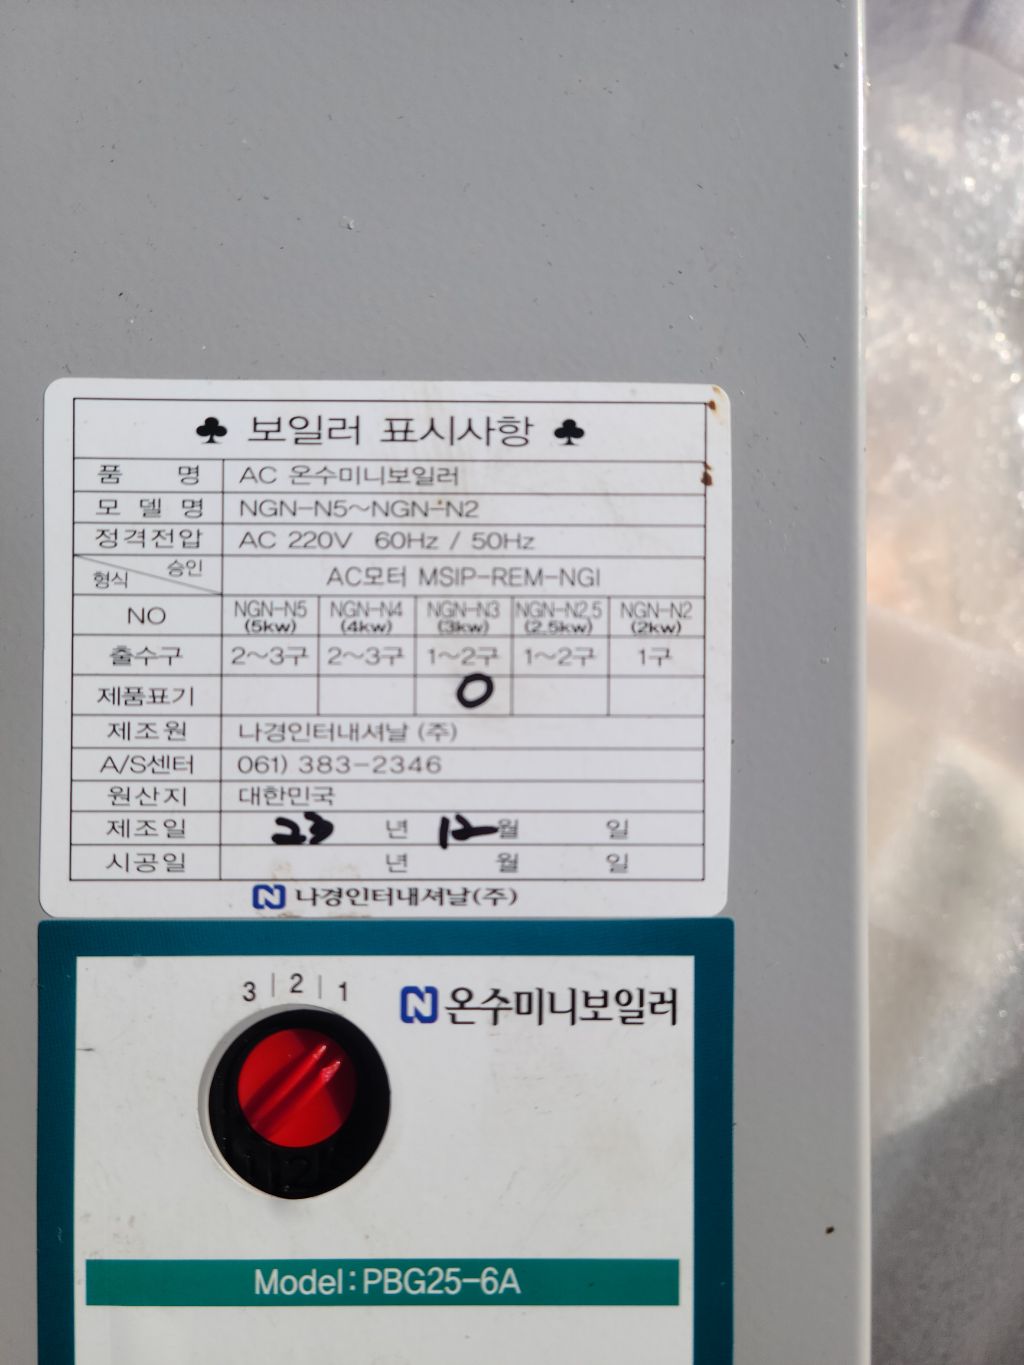 ♣ 보일러 표시사항 ♣
품 명 AC 온수미니보일러
모 델 명 NGN-N5~NGN-N2
정격전압 AC 220V 60Hz / 50Hz
형식 승인 AC모터 MSIP-REM-NGI
NO NGN-N5 (5kw) NGN-N4 (4kw) NGN-N3 (3kw) NGN-N2.5 (2.5kw) NGN-N2 (2kw)
출수구 2~3구 2~3구 1~2구 1~2구 1구
제품표기 O
제조원 나경인터내셔날 (주)
A/S센터 061) 383-2346
원산지 대한민국
제조일 23 년 12 월 일
시공일 년 월 일
나경인터내셔날(주)
3 | 2 | 1
온수미니보일러
1 2
Model:PBG25-6A